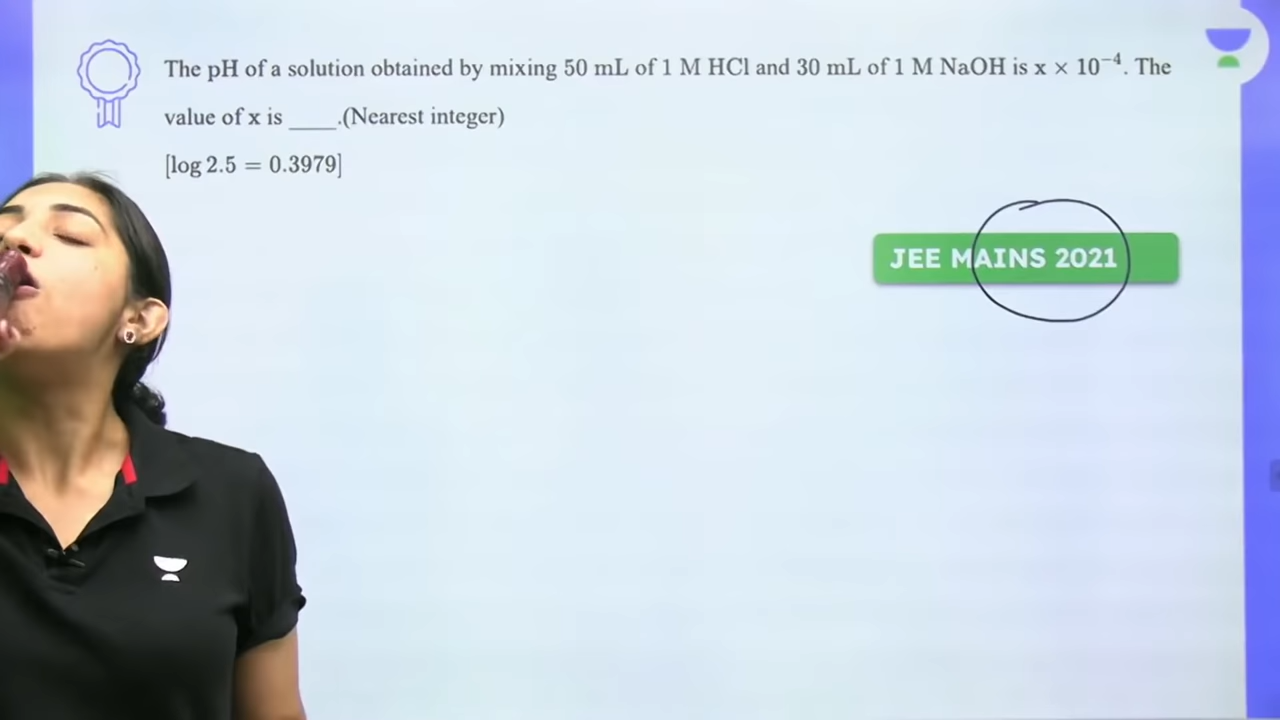 The pH of a solution obtained by mixing 50 mL of 1 M HCl and 30 mL of 1 M NaOH is x × 10⁻⁴. The
value of x is ____.(Nearest integer)
[log 2.5 = 0.3979]
JEE MAINS 2021